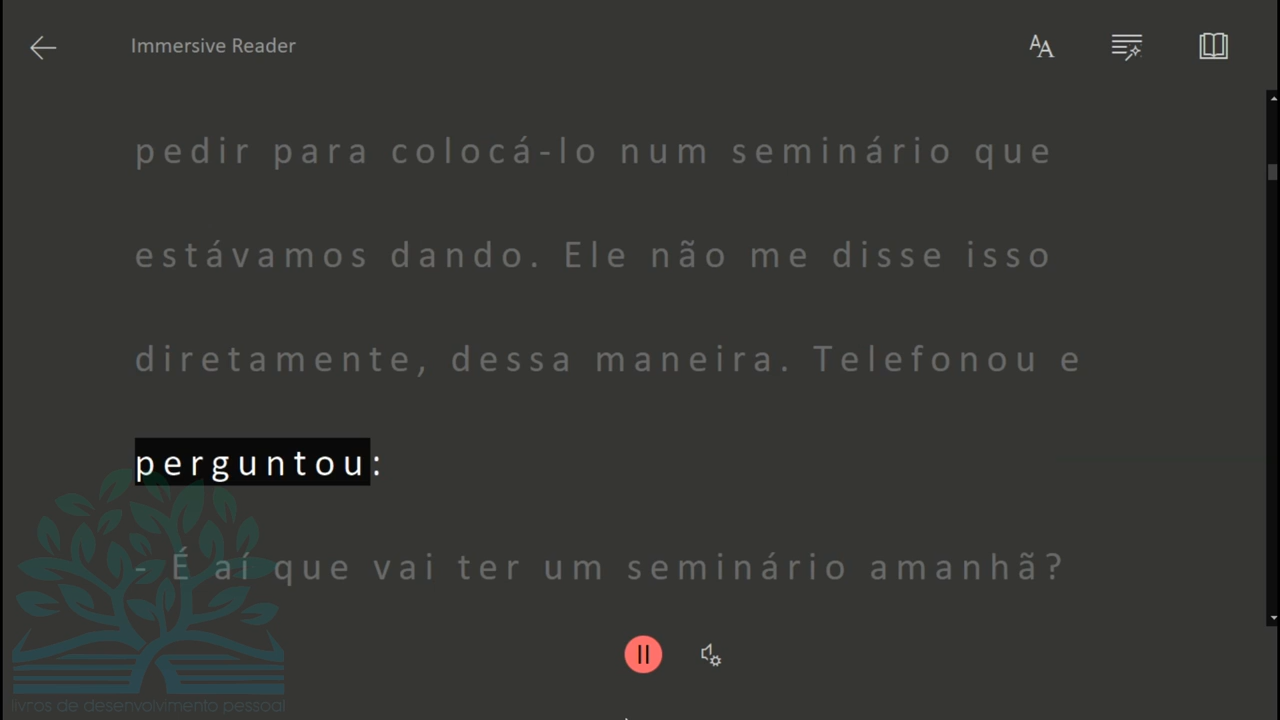 Immersive Reader
pedir para colocá-lo num seminário que
estávamos dando. Ele não me disse isso
diretamente, dessa maneira. Telefonou e
perguntou:
- É aí que vai ter um seminário amanhã?
livros de desenvolvimento pessoal